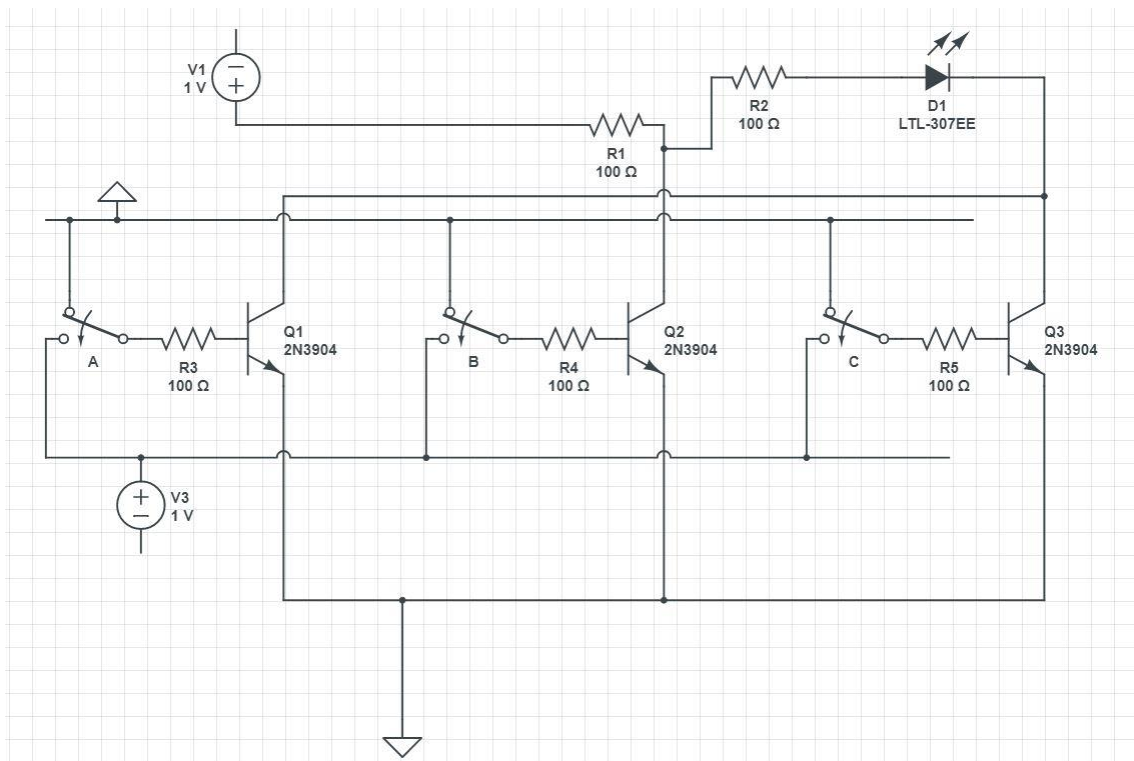 V1
1 V
R1
100 Ω
R2
100 Ω
D1
LTL-307EE
A
R3
100 Ω
Q1
2N3904
B
R4
100 Ω
Q2
2N3904
C
R5
100 Ω
Q3
2N3904
V3
1 V